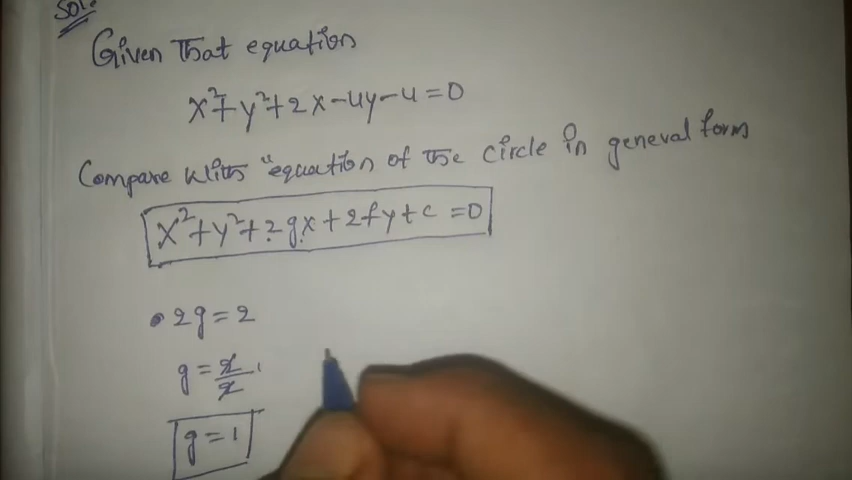 Sol:
Given That equation
x²+y²+2x-4y-4=0
Compare with "equation of the circle in general form
x²+y²+2gx+2fy+c=0
• 2g=2
g=2/2 1
g=1